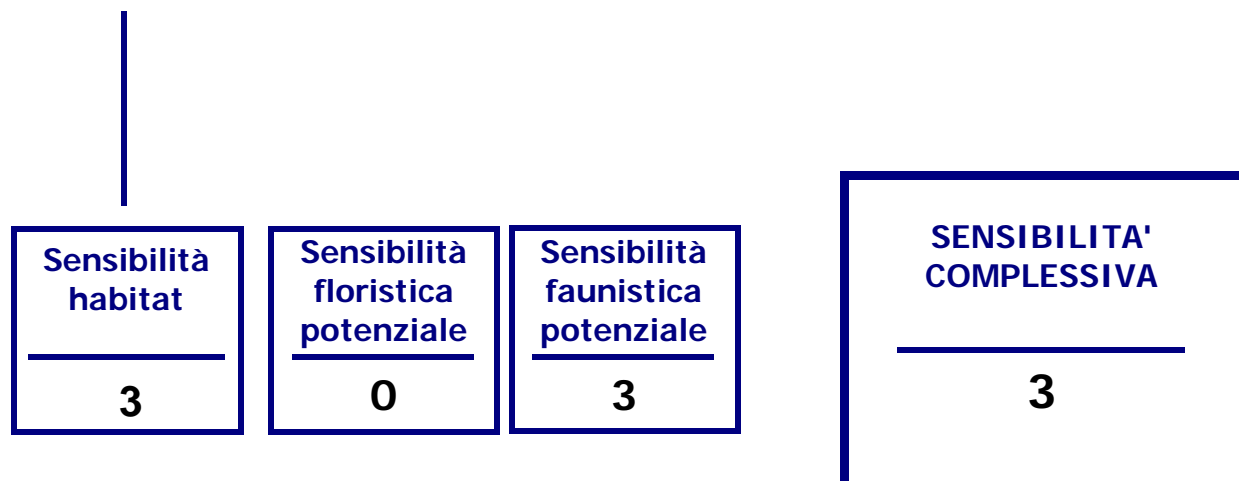 Sensibilità
habitat
3
Sensibilità
floristica
potenziale
0
Sensibilità
faunistica
potenziale
3
SENSIBILITA'
COMPLESSIVA
3